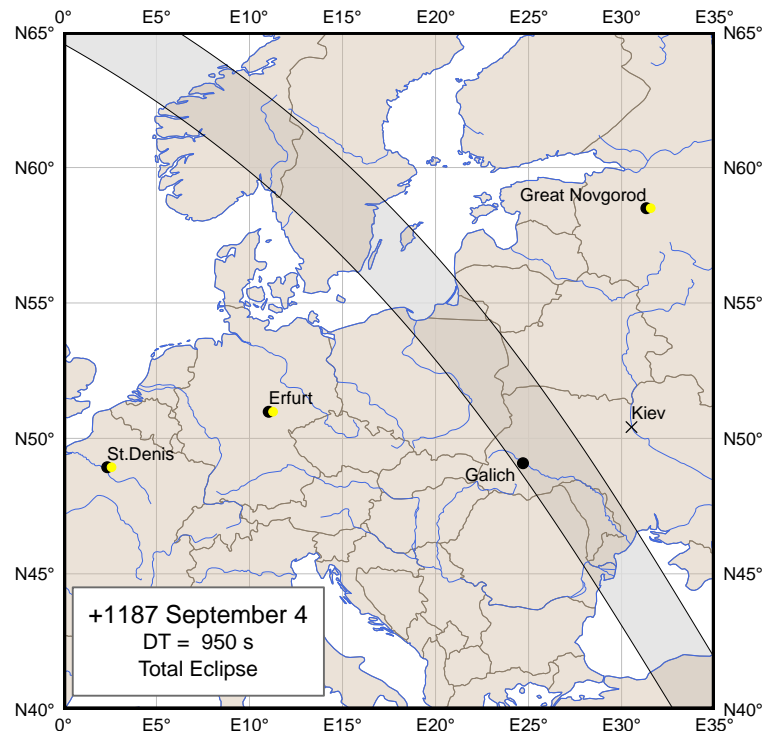 0° E5° E10° E15° E20° E25° E30° E35°
N65° N65°
N60° N60°
Great Novgorod
N55° N55°
Erfurt
Kiev
N50° N50°
St.Denis
Galich
N45° N45°
+1187 September 4
DT = 950 s
Total Eclipse
N40° N40°
0° E5° E10° E15° E20° E25° E30° E35°